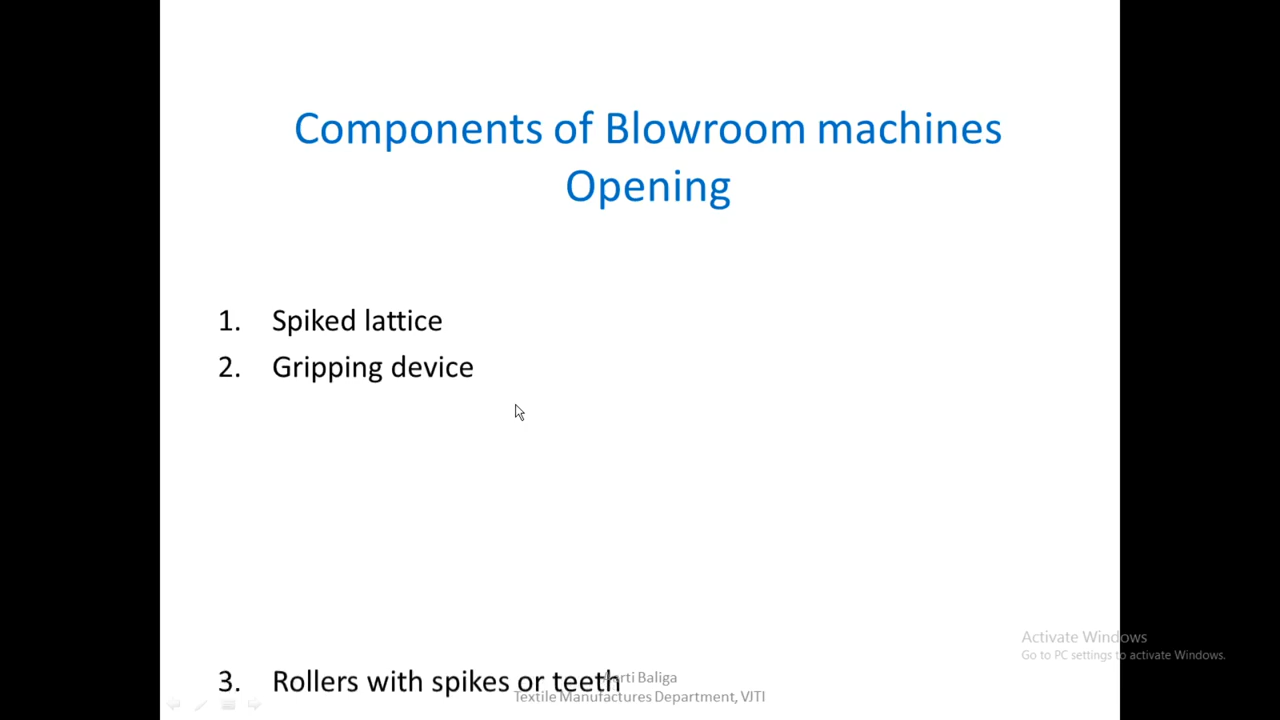 Components of Blowroom machines
Opening
1. Spiked lattice
2. Gripping device
Activate Windows
Go to PC settings to activate Windows.
3. Rollers with spikes or teeth
Baliga
Textile Manufactures Department, VJTI